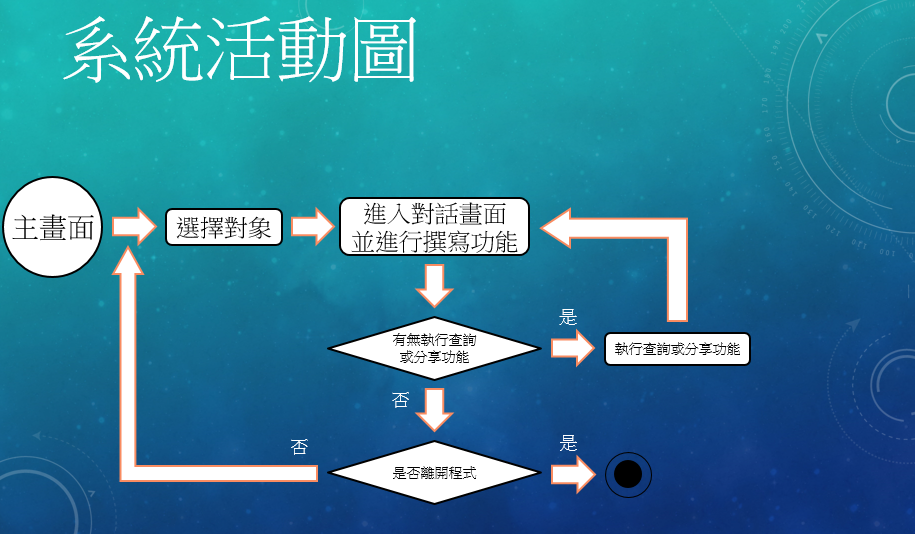 系統活動圖
主畫面
選擇對象
進入對話畫面
並進行撰寫功能
有無執行查詢
或分享功能
是
執行查詢或分享功能
否
否
是否離開程式
是